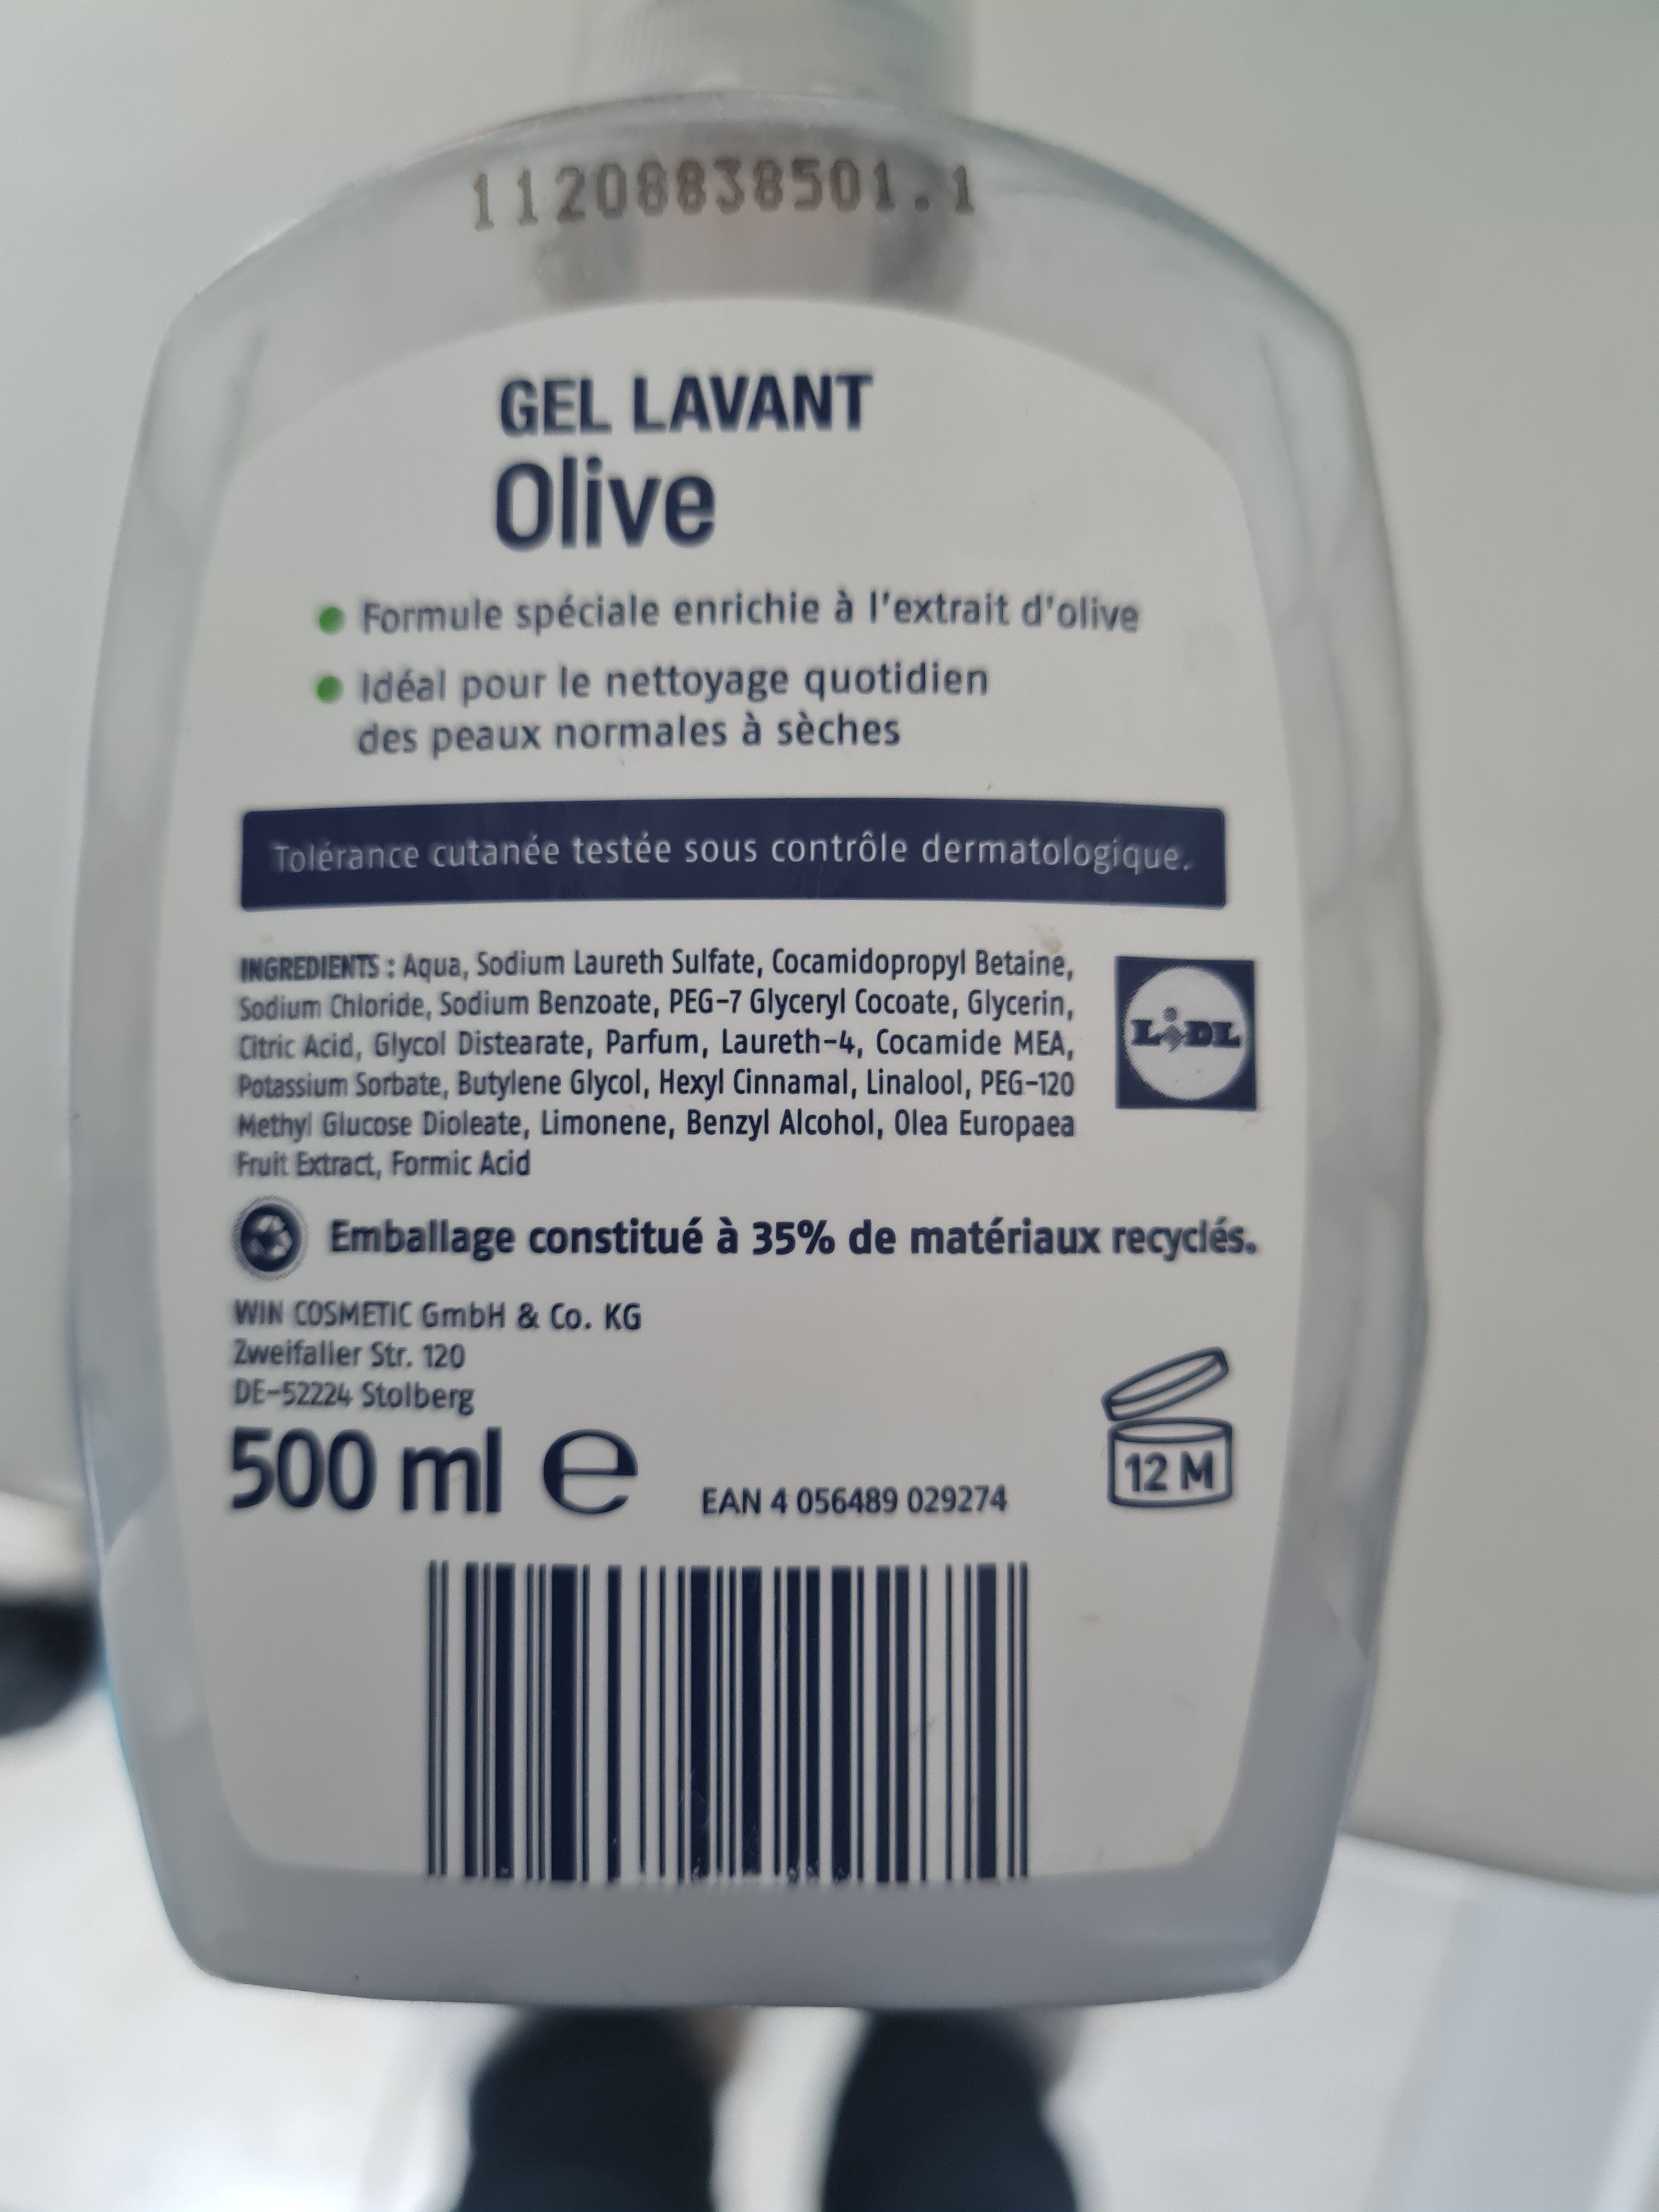 11208838501.1
GEL LAVANT
Olive
Formule spéciale enrichie à l'extrait d'olive
Idéal pour le nettoyage quotidien
des peaux normales à sèches
Tolérance cutanée testée sous contrôle dermatologique.
INGREDIENTS : Aqua, Sodium Laureth Sulfate, Cocamidopropyl Betaine,
Sodium Chloride, Sodium Benzoate, PEG-7 Glyceryl Cocoate, Glycerin,
Citric Acid, Glycol Distearate, Parfum, Laureth-4, Cocamide MEA,
Potassium Sorbate, Butylene Glycol, Hexyl Cinnamal, Linalool, PEG-120
Methyl Glucose Dioleate, Limonene, Benzyl Alcohol, Olea Europaea
Fruit Extract, Formic Acid
LiDL
Emballage constitué à 35% de matériaux recyclés.
WIN COSMETIC GmbH & Co. KG
Zweifaller Str. 120
DE-52224 Stolberg
500 ml e
EAN 4 056489 029274
12 M